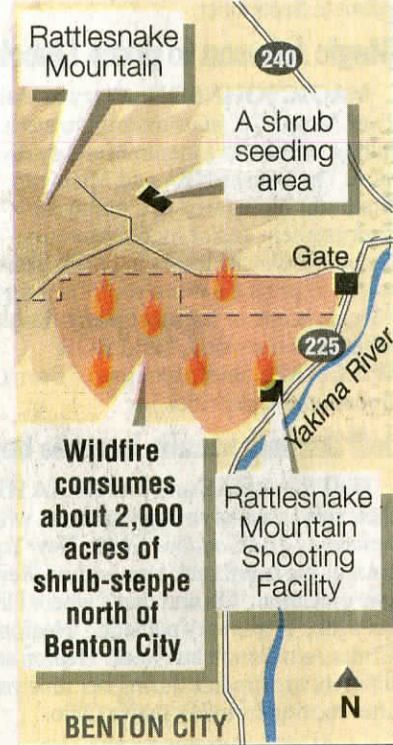 Rattlesnake
Mountain
240
A shrub
seeding
area
Gate
225
Yakima River
Wildfire
consumes
about 2,000
acres of
shrub-steppe
north of
Benton City
Rattlesnake
Mountain
Shooting
Facility
N
BENTON CITY